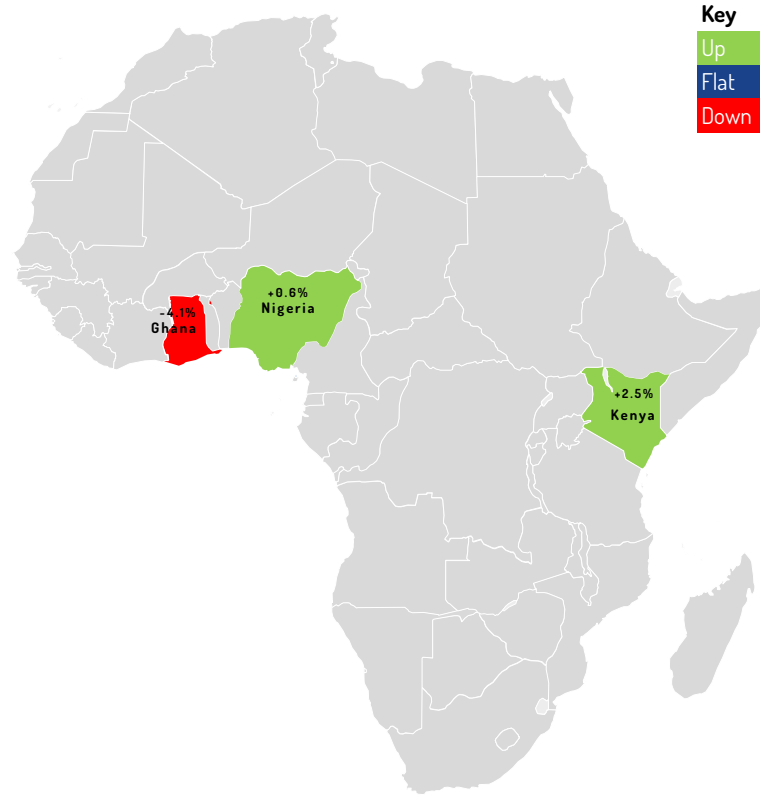 Key
Up
Flat
Down
+0.6%
Nigeria
-4.1%
Ghana
+2.5%
Kenya